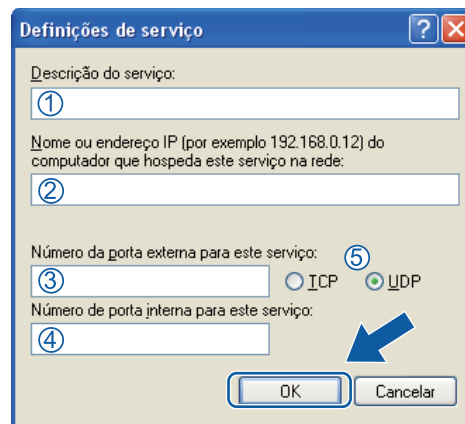 Definições de serviço
Descrição do serviço:
①
Nome ou endereço IP (por exemplo 192.168.0.12) do
computador que hospeda este serviço na rede:
②
Número da porta externa para este serviço:
⑤
③ TCP UDP
Número de porta interna para este serviço:
④
OK Cancelar